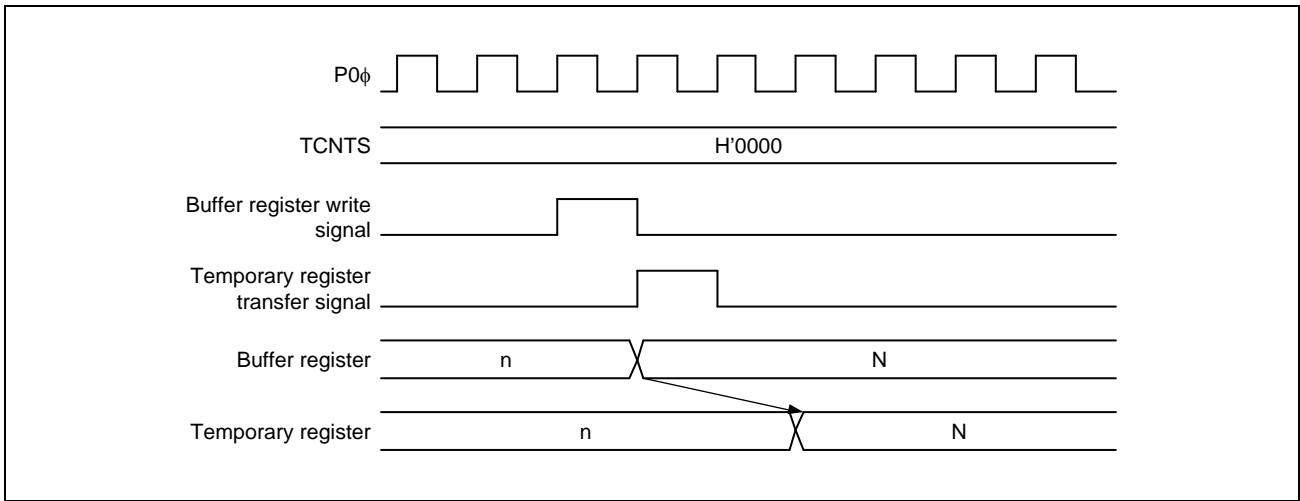 P0ϕ
TCNTS
H'0000
Buffer register write
signal
Temporary register
transfer signal
Buffer register
n
N
Temporary register
n
N